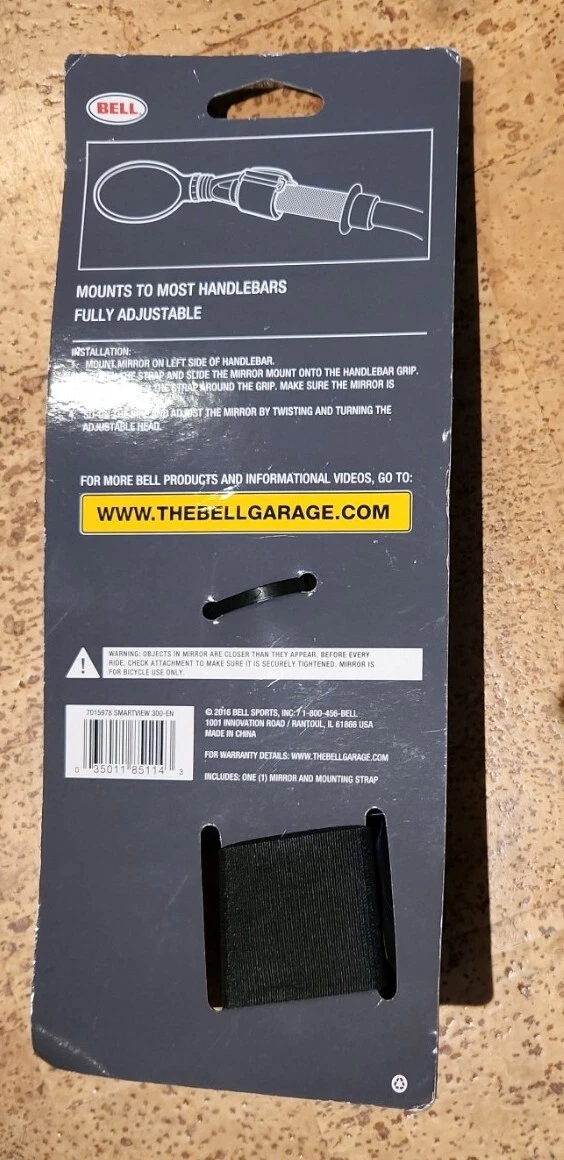 BELL
MOUNTS TO MOST HANDLEBARS
FULLY ADJUSTABLE
INSTALLATION:
1. MOUNT MIRROR ON LEFT SIDE OF HANDLEBAR.
STRAP AND SLIDE THE MIRROR MOUNT ONTO THE HANDLEBAR GRIP.
THE STRAP AROUND THE GRIP. MAKE SURE THE MIRROR IS
ADJUST THE MIRROR BY TWISTING AND TURNING THE
ADJUSTABLE HEAD.
FOR MORE BELL PRODUCTS AND INFORMATIONAL VIDEOS, GO TO:
WWW.THEBELLGARAGE.COM
WARNING: OBJECTS IN MIRROR ARE CLOSER THAN THEY APPEAR. BEFORE EVERY
RIDE, CHECK ATTACHMENT TO MAKE SURE IT IS SECURELY TIGHTENED. MIRROR IS
FOR BICYCLE USE ONLY.
7015978 SMARTVIEW 300-EN
0 35011 85114 3
© 2016 BELL SPORTS, INC. / 1-800-456-BELL
1001 INNOVATION ROAD / RANTOUL, IL 61866 USA
MADE IN CHINA
FOR WARRANTY DETAILS: WWW.THEBELLGARAGE.COM
INCLUDES: ONE (1) MIRROR AND MOUNTING STRAP